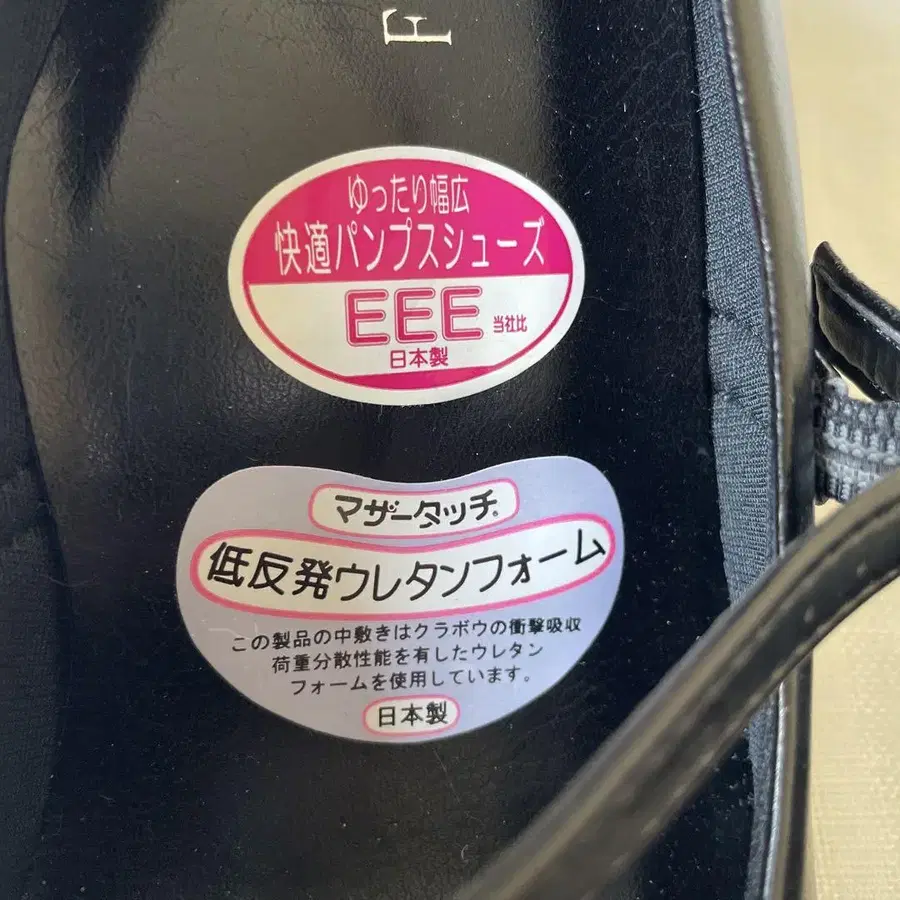 F
ゆったり幅広
快適パンプスシューズ
EEE 当社比
日本製
マザータッチ®
低反発ウレタンフォーム
この製品の中敷きはクラボウの衝撃吸収
荷重分散性能を有したウレタン
フォームを使用しています。
日本製